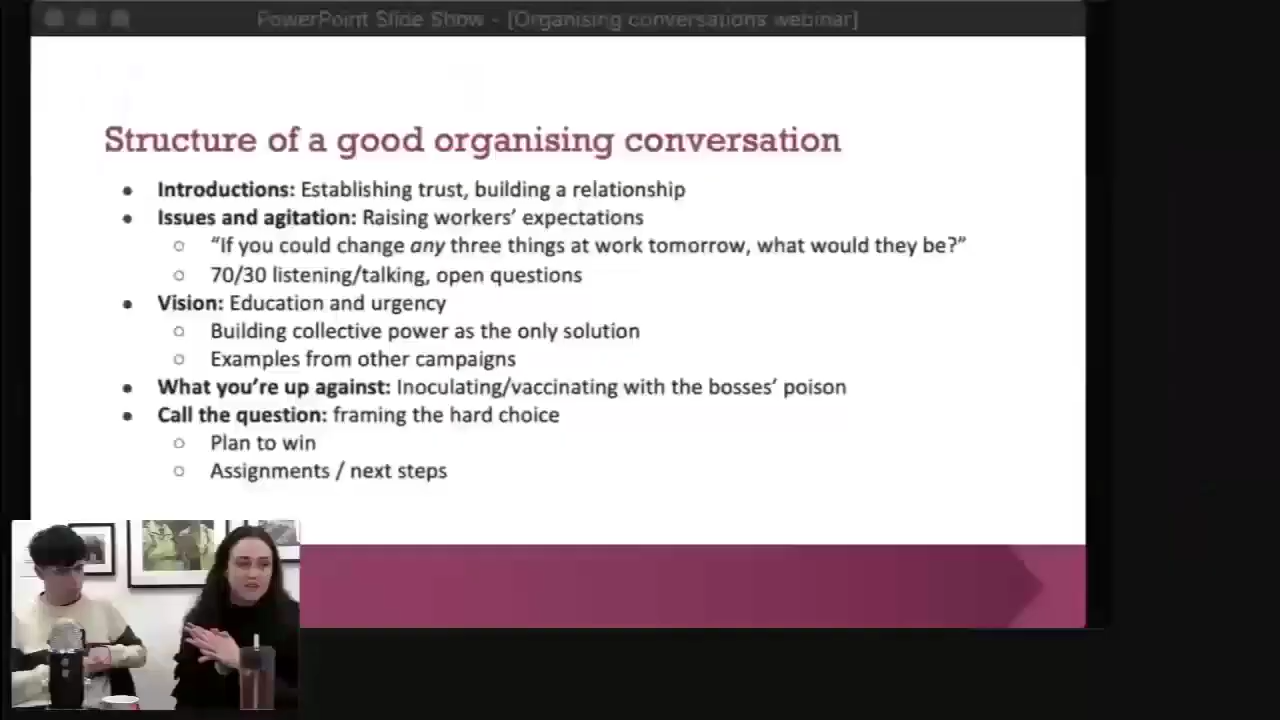 PowerPoint Slide Show - [Organising conversations webinar]
Structure of a good organising conversation
● Introductions: Establishing trust, building a relationship
● Issues and agitation: Raising workers’ expectations
○ “If you could change any three things at work tomorrow, what would they be?”
○ 70/30 listening/talking, open questions
● Vision: Education and urgency
○ Building collective power as the only solution
○ Examples from other campaigns
● What you’re up against: Inoculating/vaccinating with the bosses’ poison
● Call the question: framing the hard choice
○ Plan to win
○ Assignments / next steps